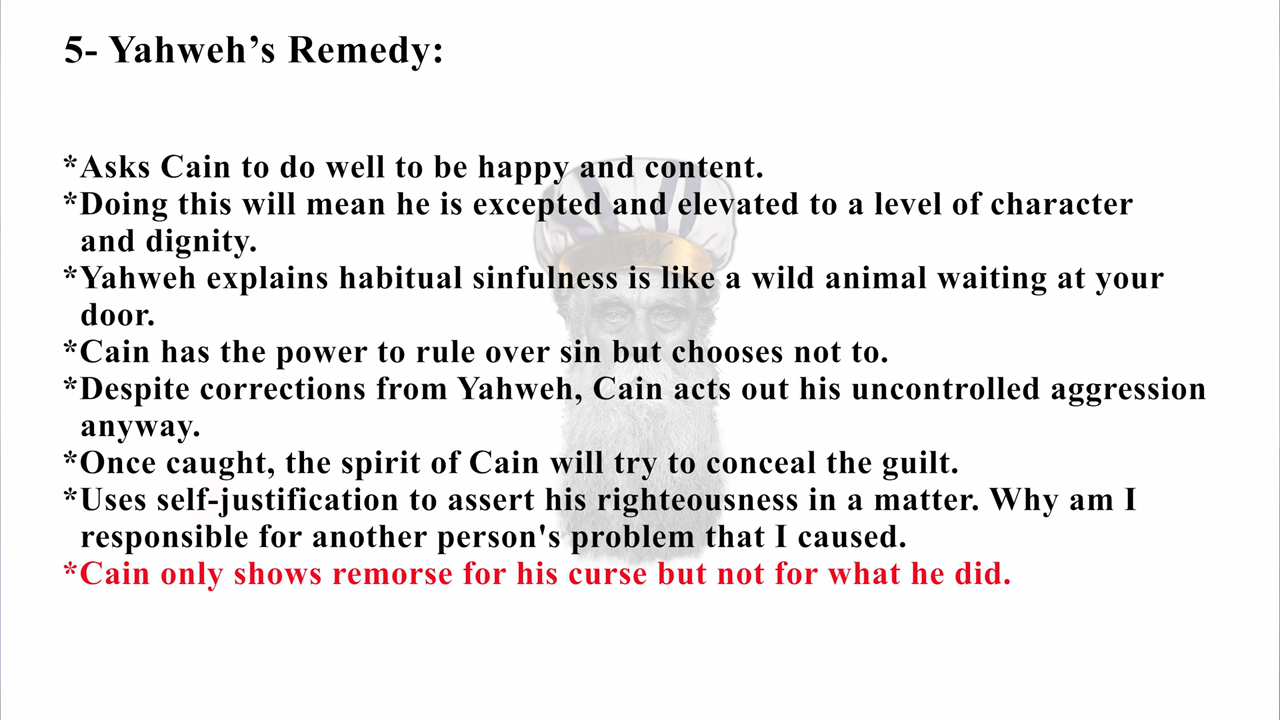 5- Yahweh’s Remedy:
*Asks Cain to do well to be happy and content.
*Doing this will mean he is excepted and elevated to a level of character
and dignity.
*Yahweh explains habitual sinfulness is like a wild animal waiting at your
door.
*Cain has the power to rule over sin but chooses not to.
*Despite corrections from Yahweh, Cain acts out his uncontrolled aggression
anyway.
*Once caught, the spirit of Cain will try to conceal the guilt.
*Uses self-justification to assert his righteousness in a matter. Why am I
responsible for another person's problem that I caused.
*Cain only shows remorse for his curse but not for what he did.